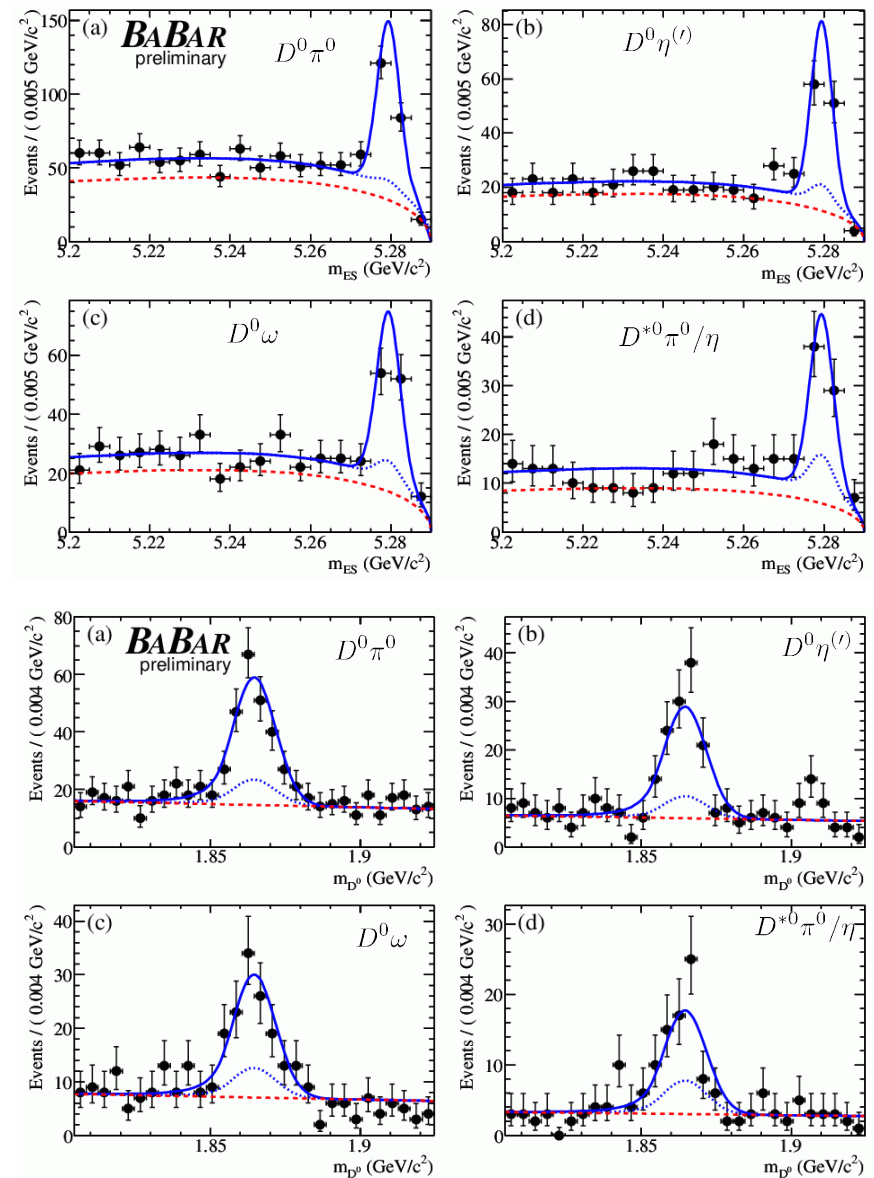 (a) BABAR
preliminary
D⁰π⁰
Events / ( 0.005 GeV/c² )
150
100
50
0
5.2 5.22 5.24 5.26 5.28
m_ES (GeV/c²)
(b)
D⁰η⁽′⁾
Events / ( 0.005 GeV/c² )
80
60
40
20
0
5.2 5.22 5.24 5.26 5.28
m_ES (GeV/c²)
(c)
D⁰ω
Events / ( 0.005 GeV/c² )
60
40
20
0
5.2 5.22 5.24 5.26 5.28
m_ES (GeV/c²)
(d)
D*⁰π⁰/η
Events / ( 0.005 GeV/c² )
40
30
20
10
0
5.2 5.22 5.24 5.26 5.28
m_ES (GeV/c²)
(a) BABAR
preliminary
D⁰π⁰
Events / ( 0.004 GeV/c² )
80
60
40
20
0
1.85 1.9
m_D⁰ (GeV/c²)
(b)
D⁰η⁽′⁾
Events / ( 0.004 GeV/c² )
40
30
20
10
0
1.85 1.9
m_D⁰ (GeV/c²)
(c)
D⁰ω
Events / ( 0.004 GeV/c² )
40
30
20
10
0
1.85 1.9
m_D⁰ (GeV/c²)
(d)
D*⁰π⁰/η
Events / ( 0.004 GeV/c² )
30
20
10
0
1.85 1.9
m_D⁰ (GeV/c²)